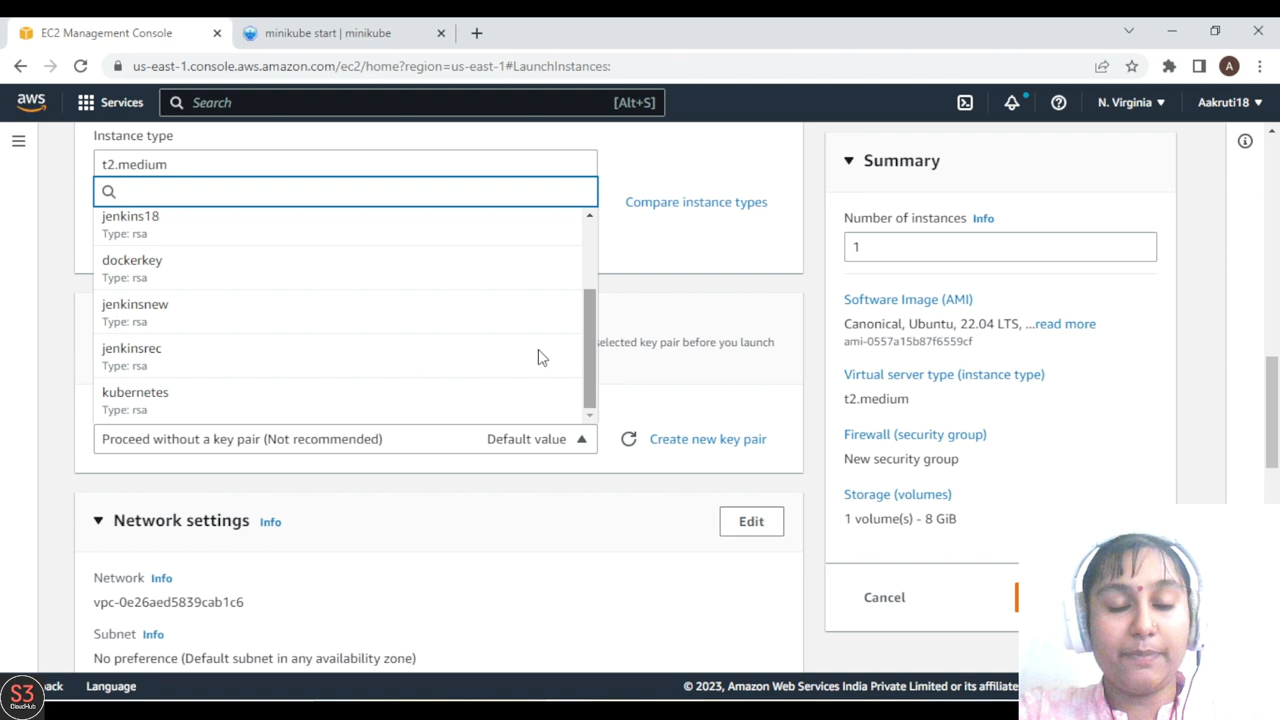 EC2 Management Console
minikube start | minikube
us-east-1.console.aws.amazon.com/ec2/home?region=us-east-1#LaunchInstances:
A
aws
Services
Search
[Alt+S]
N. Virginia
Aakruti18
Instance type
t2.medium
Compare instance types
jenkins18
Type: rsa
dockerkey
Type: rsa
jenkinsnew
Type: rsa
selected key pair before you launch
jenkinsrec
Type: rsa
kubernetes
Type: rsa
Proceed without a key pair (Not recommended)
Default value
Create new key pair
Network settings
Info
Edit
Network
Info
vpc-0e26aed5839cab1c6
Subnet
Info
No preference (Default subnet in any availability zone)
Summary
Number of instances
Info
1
Software Image (AMI)
Canonical, Ubuntu, 22.04 LTS, ...read more
ami-0557a15b87f6559cf
Virtual server type (instance type)
t2.medium
Firewall (security group)
New security group
Storage (volumes)
1 volume(s) - 8 GiB
Cancel
Language
© 2023, Amazon Web Services India Private Limited or its affiliate
S3
CloudHub